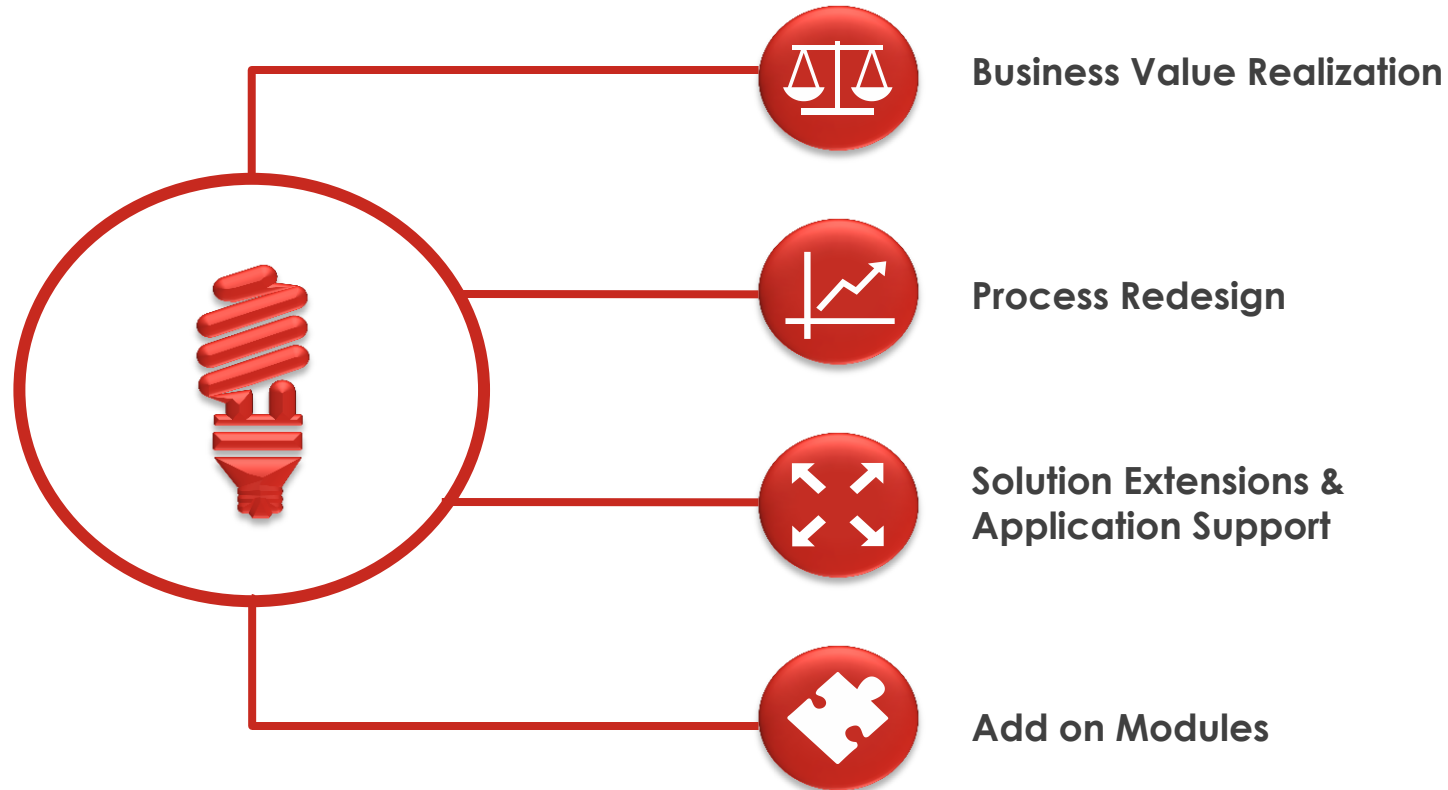 Business Value Realization
Process Redesign
Solution Extensions &
Application Support
Add on Modules